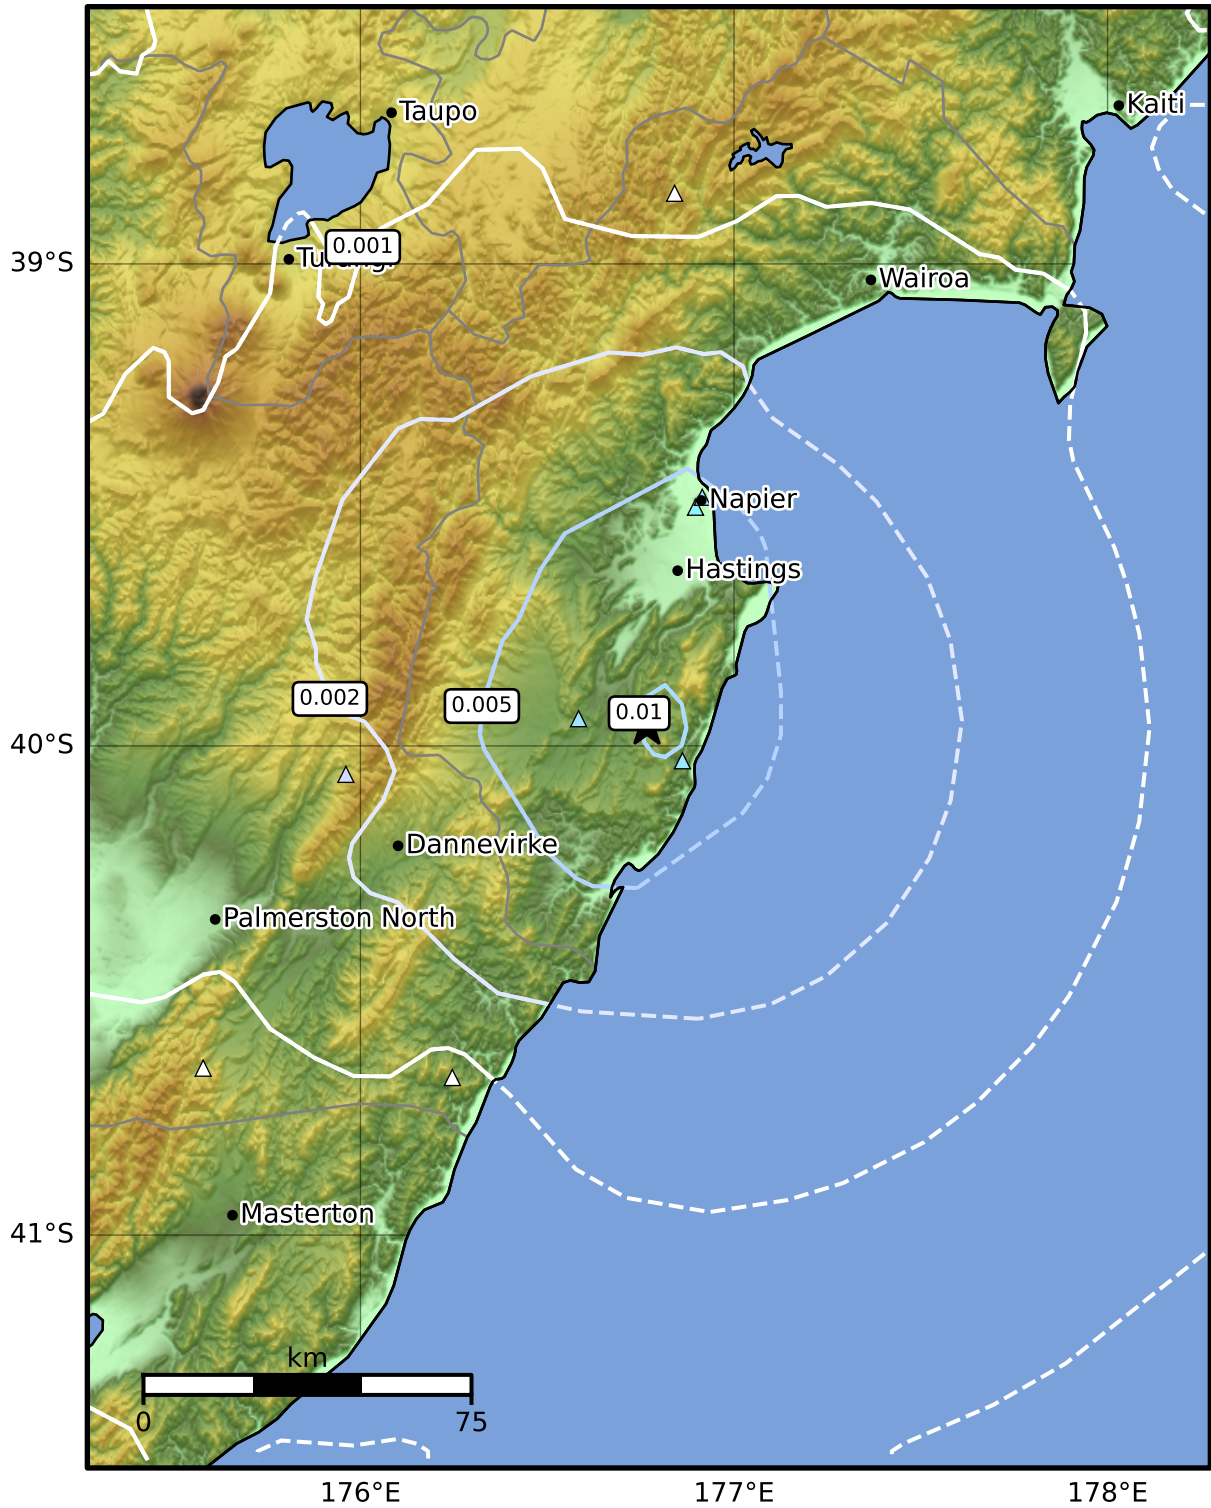 Taupo
Kaiti
0.001
39°S
Wairoa
Napier
Hastings
0.002
0.005
0.01
40°S
Dannevirke
Palmerston North
Masterton
41°S
km
0
75
176°E
177°E
178°E